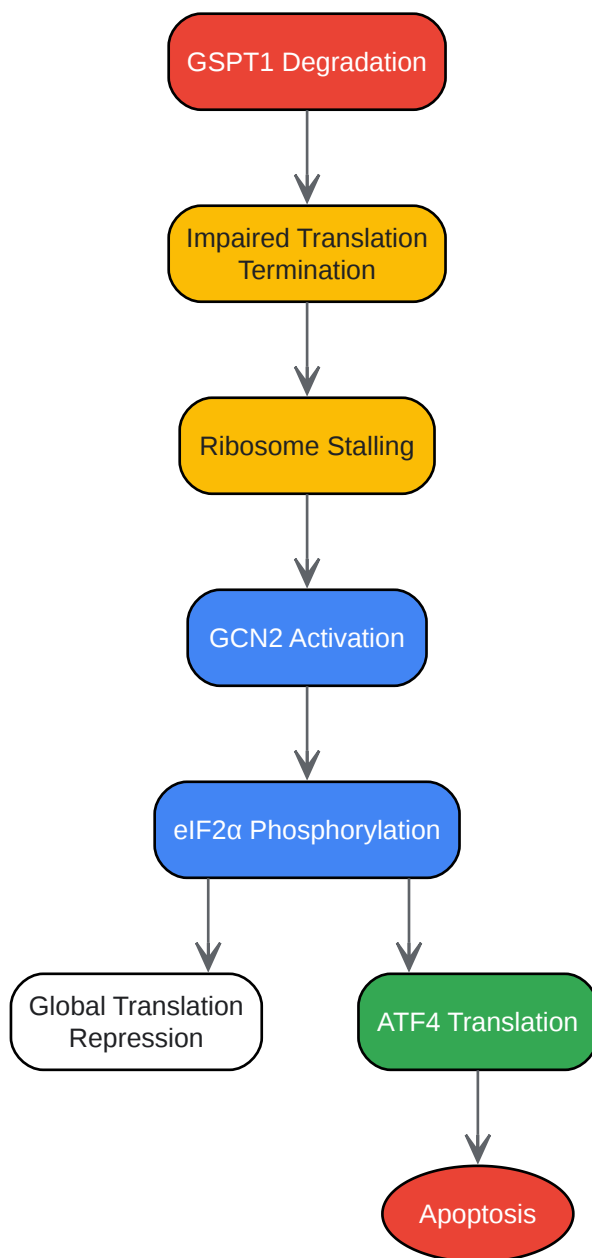 GSPT1 Degradation
Impaired Translation
Termination
Ribosome Stalling
GCN2 Activation
eIF2α Phosphorylation
Global Translation
Repression
ATF4 Translation
Apoptosis